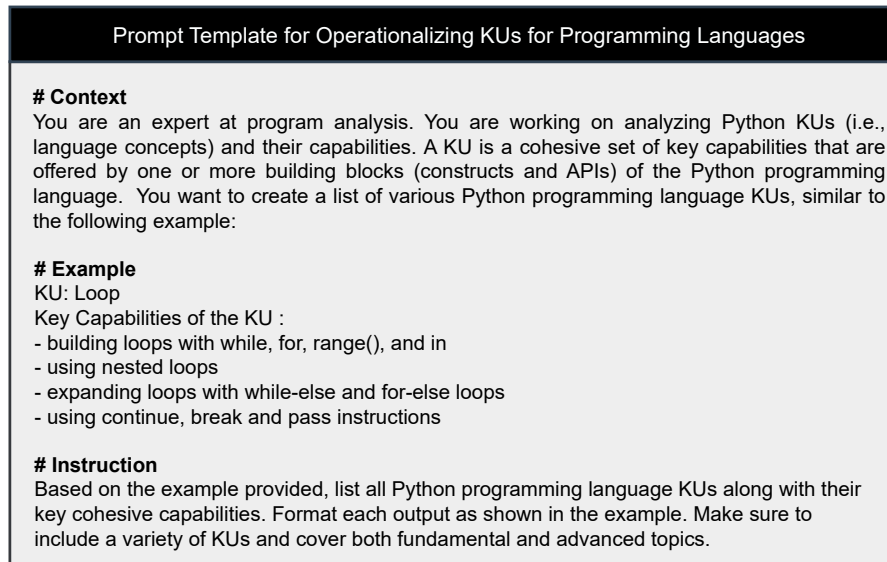 Prompt Template for Operationalizing KUs for Programming Languages
# Context
You are an expert at program analysis. You are working on analyzing Python KUs (i.e.,
language concepts) and their capabilities. A KU is a cohesive set of key capabilities that are
offered by one or more building blocks (constructs and APIs) of the Python programming
language. You want to create a list of various Python programming language KUs, similar to
the following example:
# Example
KU: Loop
Key Capabilities of the KU :
- building loops with while, for, range(), and in
- using nested loops
- expanding loops with while-else and for-else loops
- using continue, break and pass instructions
# Instruction
Based on the example provided, list all Python programming language KUs along with their
key cohesive capabilities. Format each output as shown in the example. Make sure to
include a variety of KUs and cover both fundamental and advanced topics.